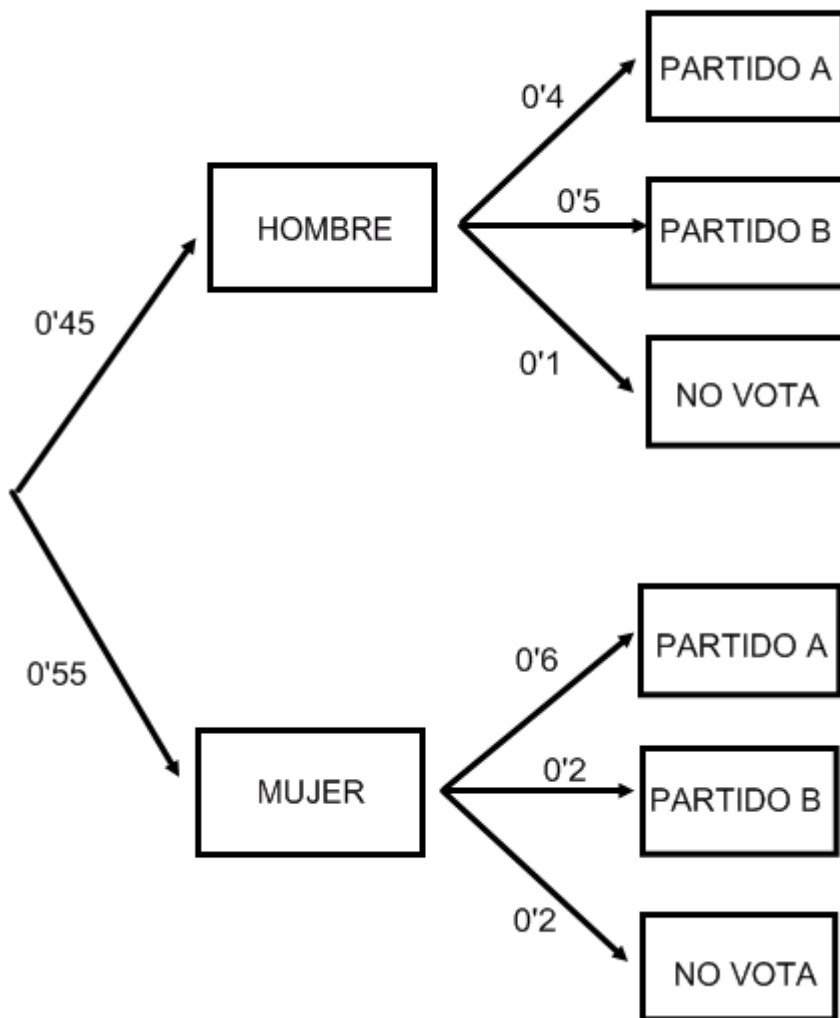 PARTIDO A
0'4
HOMBRE
0'5
PARTIDO B
0'45
0'1
NO VOTA
0'55
0'6
PARTIDO A
MUJER
0'2
PARTIDO B
0'2
NO VOTA